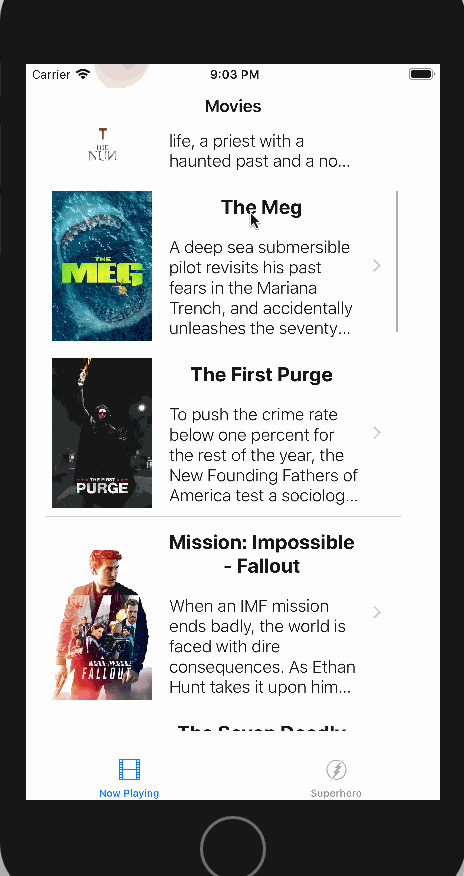 Carrier 9:03 PM
Movies
THE
NUN
life, a priest with a
haunted past and a no...
THE
MEG
The Meg
A deep sea submersible
pilot revisits his past
fears in the Mariana
Trench, and accidentally
unleashes the seventy...
THE FIRST
PURGE
The First Purge
To push the crime rate
below one percent for
the rest of the year, the
New Founding Fathers of
America test a sociolog...
MISSION: IMPOSSIBLE
FALLOUT
Mission: Impossible
- Fallout
When an IMF mission
ends badly, the world is
faced with dire
consequences. As Ethan
Hunt takes it upon him...
The Seven Deadly
Now Playing
Superhero